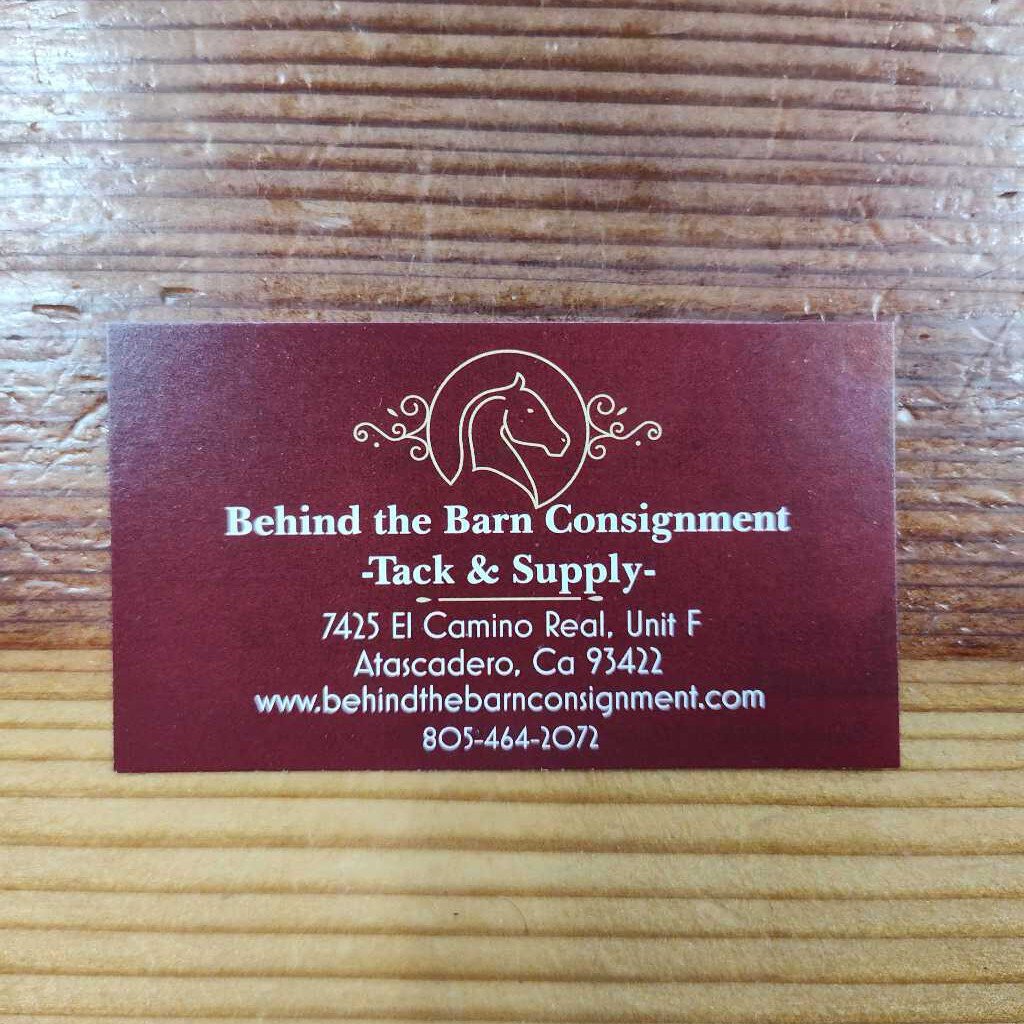 Behind the Barn Consignment
-Tack & Supply-
7425 El Camino Real, Unit F
Atascadero, Ca 93422
www.behindthebarnconsignment.com
805-464-2072